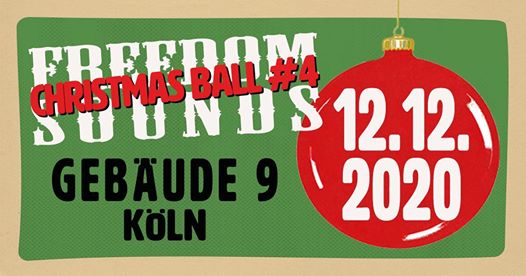 FREEDOM
CHRISTMAS BALL #4
SOUNDS
GEBÄUDE 9
KÖLN
12.12.
2020